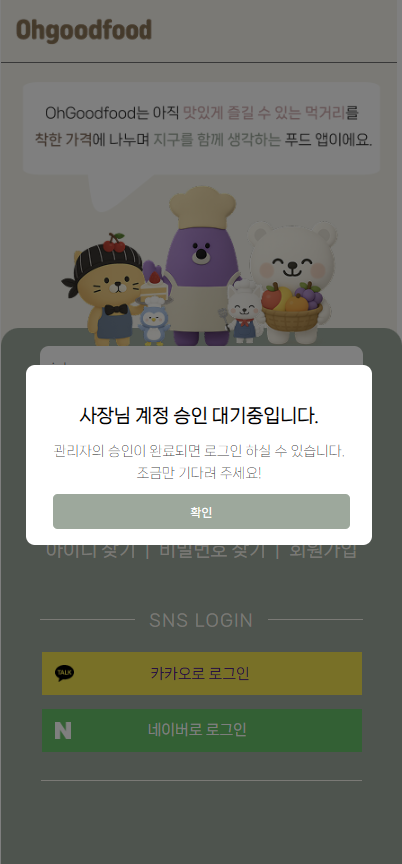 Ohgoodfood
OhGoodfood는 아직 맛있게 즐길 수 있는 먹거리를
착한 가격에 나누며 지구를 함께 생각하는 푸드 앱이에요.
사장님 계정 승인 대기중입니다.
관리자의 승인이 완료되면 로그인 하실 수 있습니다.
조금만 기다려 주세요!
확인
아이디 찾기 | 비밀번호 찾기 | 회원가입
SNS LOGIN
TALK
카카오로 로그인
N
네이버로 로그인